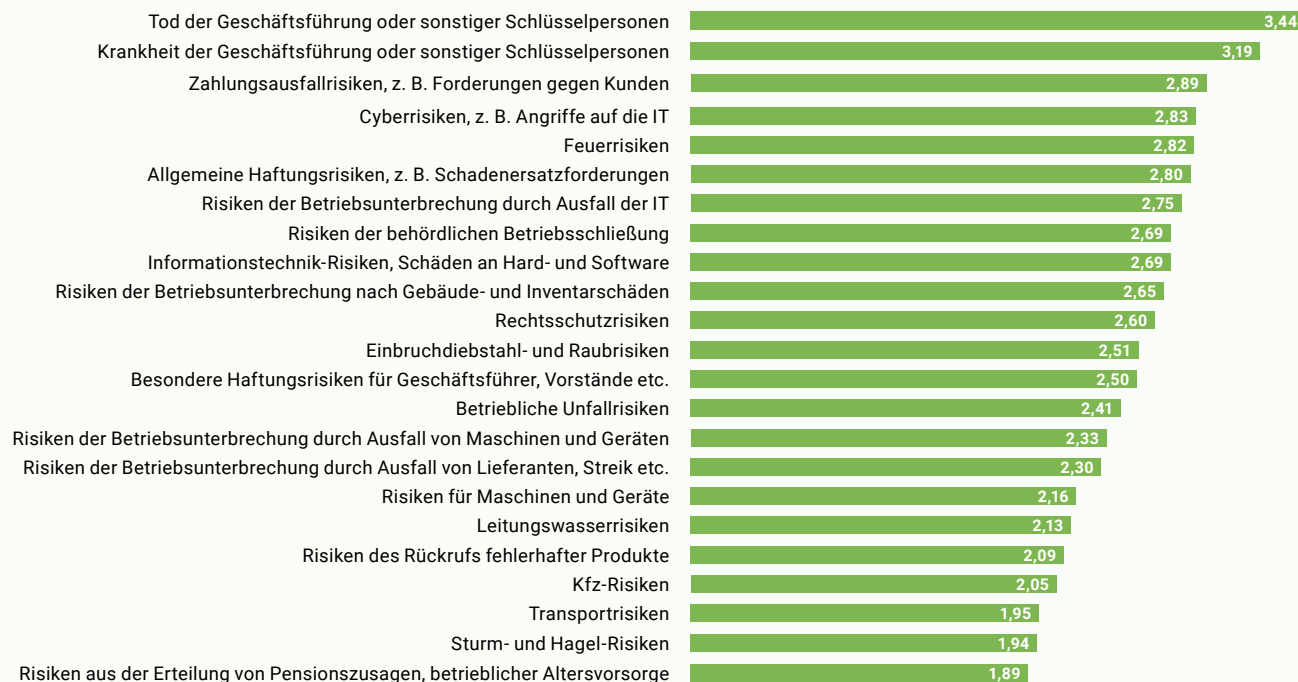 Tod der Geschäftsführung oder sonstiger Schlüsselpersonen 3,44
Krankheit der Geschäftsführung oder sonstiger Schlüsselpersonen 3,19
Zahlungsausfallrisiken, z. B. Forderungen gegen Kunden 2,89
Cyberrisiken, z. B. Angriffe auf die IT 2,83
Feuerrisiken 2,82
Allgemeine Haftungsrisiken, z. B. Schadenersatzforderungen 2,80
Risiken der Betriebsunterbrechung durch Ausfall der IT 2,75
Risiken der behördlichen Betriebsschließung 2,69
Informationstechnik-Risiken, Schäden an Hard- und Software 2,69
Risiken der Betriebsunterbrechung nach Gebäude- und Inventarschäden 2,65
Rechtsschutzrisiken 2,60
Einbruchdiebstahl- und Raubrisiken 2,51
Besondere Haftungsrisiken für Geschäftsführer, Vorstände etc. 2,50
Betriebliche Unfallrisiken 2,41
Risiken der Betriebsunterbrechung durch Ausfall von Maschinen und Geräten 2,33
Risiken der Betriebsunterbrechung durch Ausfall von Lieferanten, Streik etc. 2,30
Risiken für Maschinen und Geräte 2,16
Leitungswasserrisiken 2,13
Risiken des Rückrufs fehlerhafter Produkte 2,09
Kfz-Risiken 2,05
Transportrisiken 1,95
Sturm- und Hagel-Risiken 1,94
Risiken aus der Erteilung von Pensionszusagen, betrieblicher Altersvorsorge 1,89